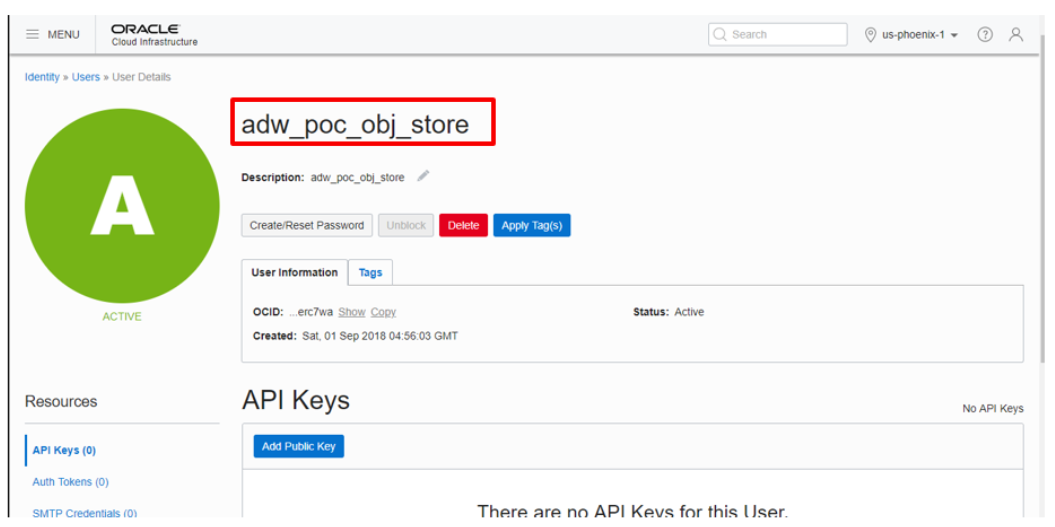 MENU
ORACLE
Cloud Infrastructure
Search
us-phoenix-1
?
Identity » Users » User Details
A
ACTIVE
adw_poc_obj_store
Description: adw_poc_obj_store
Create/Reset Password Unblock Delete Apply Tag(s)
User Information Tags
OCID: ...erc7wa Show Copy Status: Active
Created: Sat, 01 Sep 2018 04:56:03 GMT
Resources
API Keys (0)
Auth Tokens (0)
SMTP Credentials (0)
API Keys
No API Keys
Add Public Key
There are no API Keys for this User.